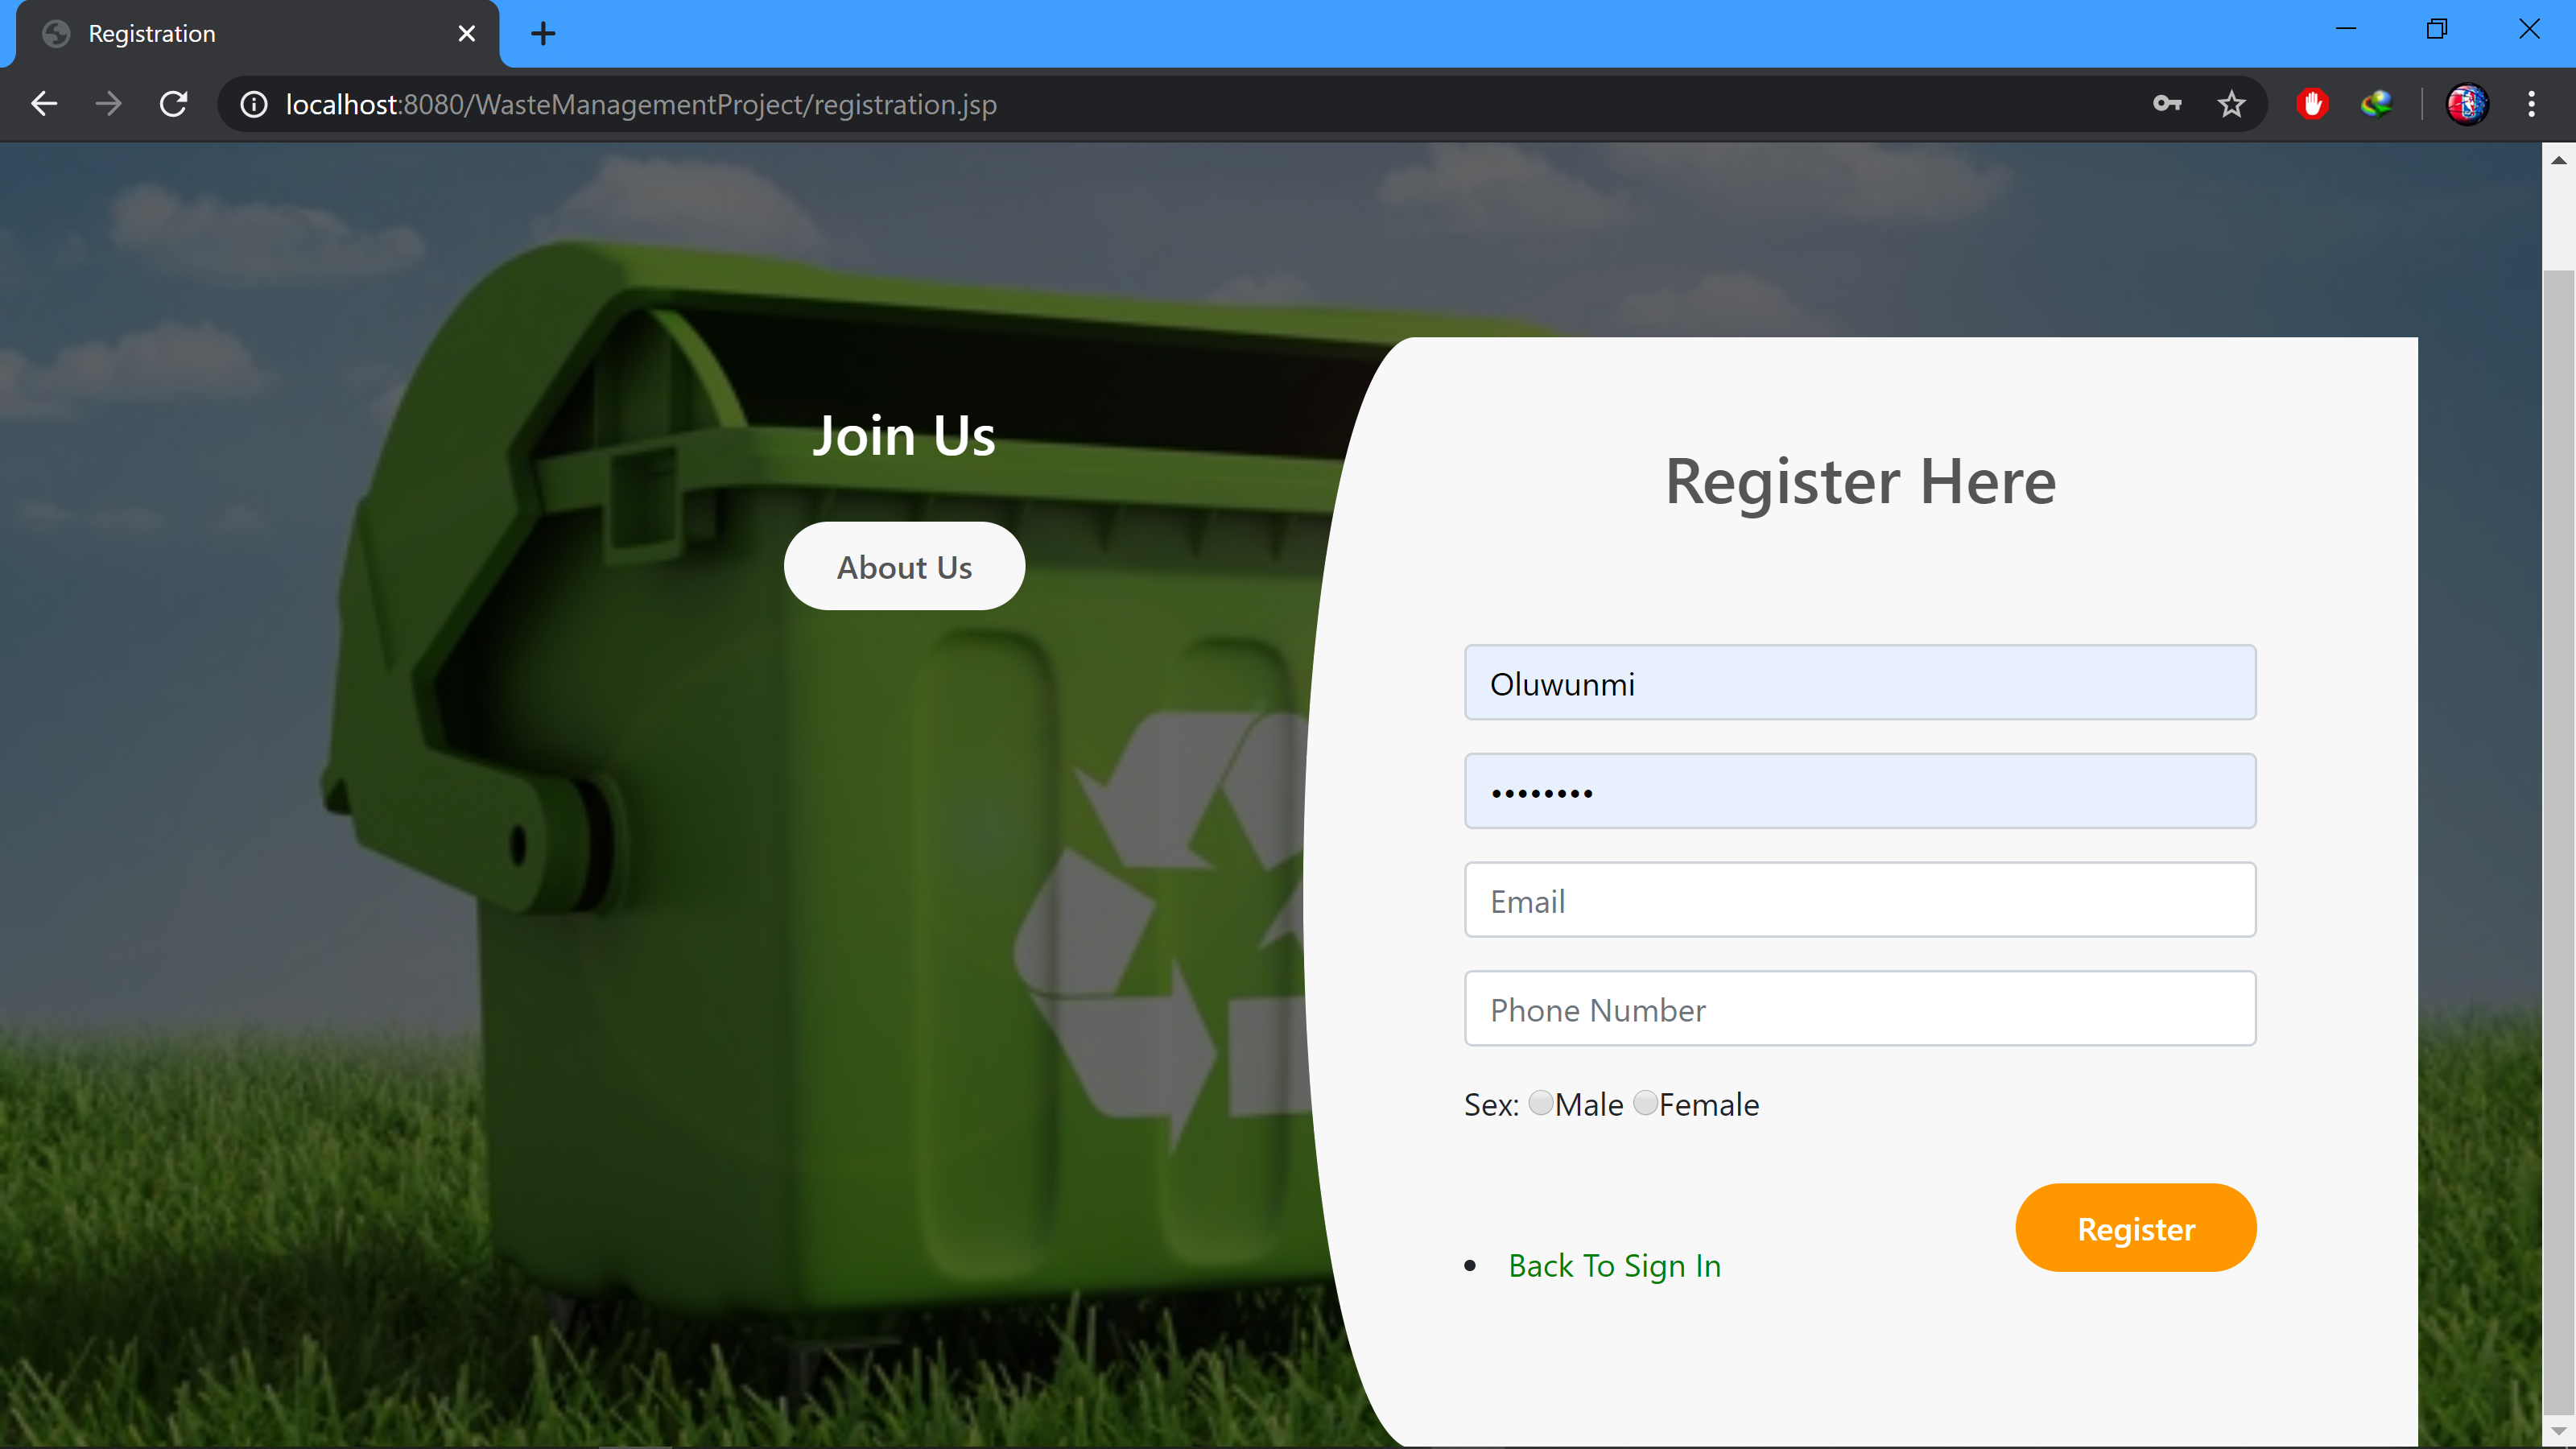 Registration
localhost:8080/WasteManagementProject/registration.jsp
Join Us
About Us
Register Here
Oluwunmi
••••••••
Email
Phone Number
Sex: Male Female
Register
• Back To Sign In